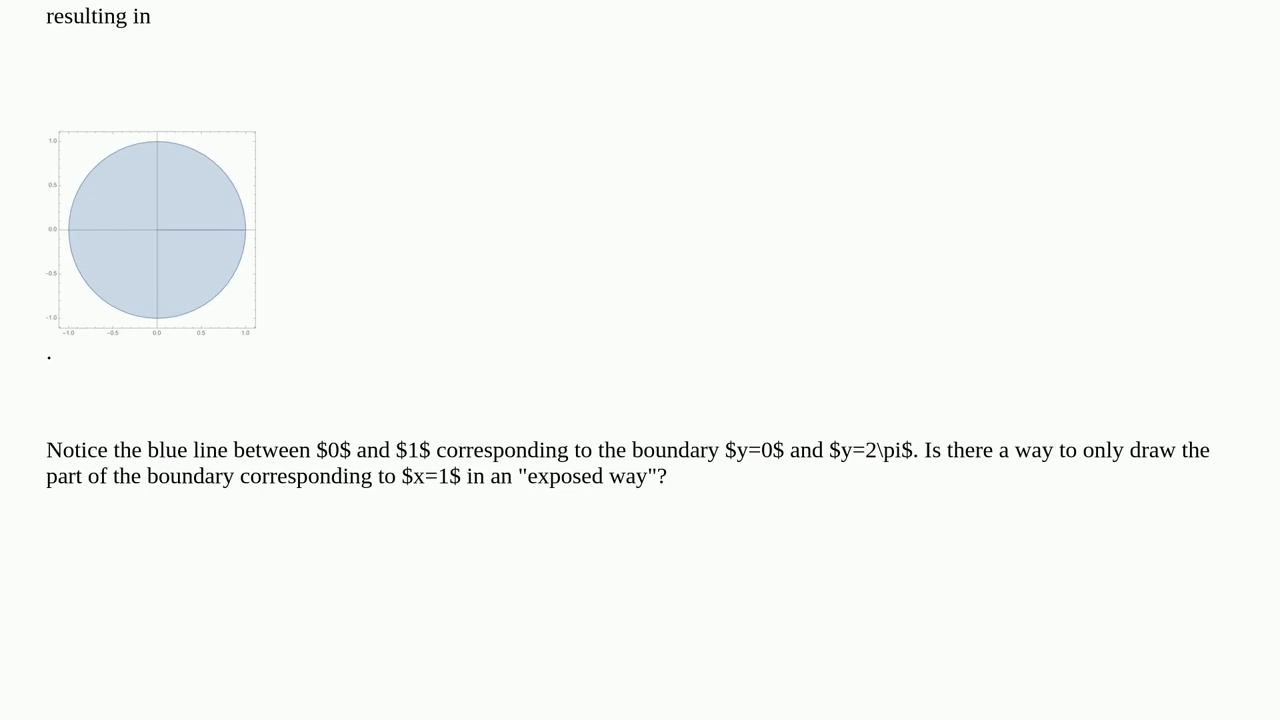 resulting in
1.0
0.5
0.0
-0.5
-1.0
-1.0 -0.5 0.0 0.5 1.0
.
Notice the blue line between $0$ and $1$ corresponding to the boundary $y=0$ and $y=2\pi$. Is there a way to only draw the
part of the boundary corresponding to $x=1$ in an "exposed way"?